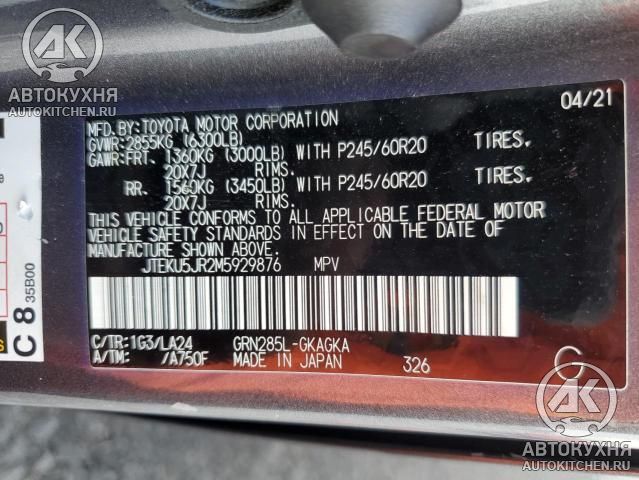 АК
АВТОКУХНЯ
AUTOKITCHEN.RU
04/21
MFD.BY:TOYOTA MOTOR CORPORATION
GVWR:2855KG (6300LB)
GAWR:FRT. 1360KG (3000LB) WITH P245/60R20 TIRES.
20X7J RIMS.
RR. 1560KG (3450LB) WITH P245/60R20 TIRES.
20X7J RIMS.
THIS VEHICLE CONFORMS TO ALL APPLICABLE FEDERAL MOTOR
VEHICLE SAFETY STANDARDS IN EFFECT ON THE DATE OF
MANUFACTURE SHOWN ABOVE.
JTEKU5JR2M5929876 MPV
C/TR:1G3/LA24 GRN285L-GKAGKA
A/TM: /A750F MADE IN JAPAN 326
G
C 8 35B00
АК
АВТОКУХНЯ
AUTOKITCHEN.RU